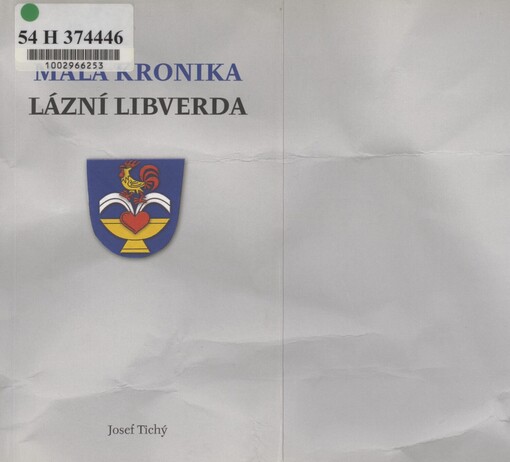 54 H 374446
1002966253
MALÁ KRONIKA
LÁZNÍ LIBVERDA
Josef Tichý